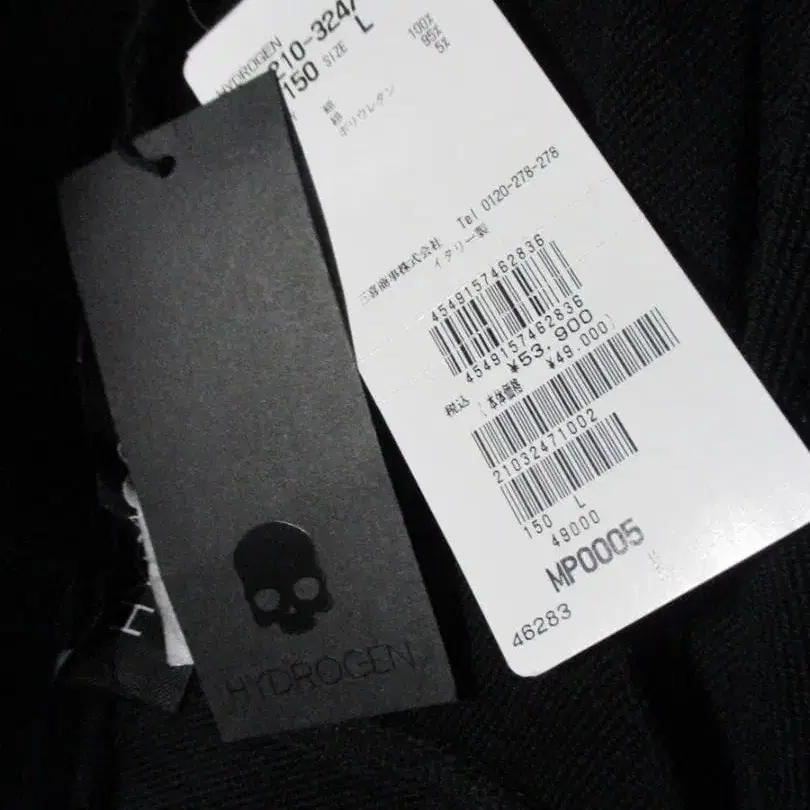 HYDROGEN
210-3247
150 SIZE L
綿 100%
綿 95%
ポリウレタン 5%
三喜商事株式会社 Tel 0120-278-278
イタリー製
4549157462836
4549157462836
¥53,900
税込 (本体価格 ¥49,000)
21032471002
150 L
49000
MP0005
46283
HYDROGEN